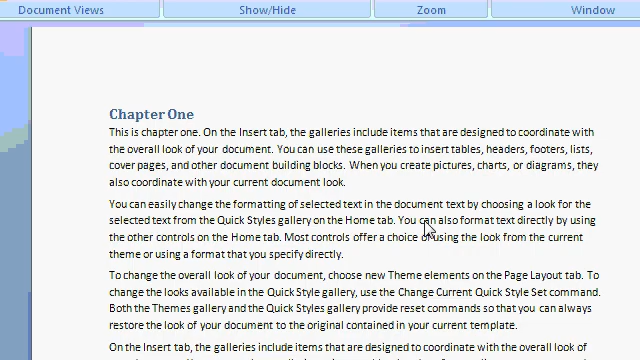 Document Views Show/Hide Zoom Window
Chapter One
This is chapter one. On the Insert tab, the galleries include items that are designed to coordinate with
the overall look of your document. You can use these galleries to insert tables, headers, footers, lists,
cover pages, and other document building blocks. When you create pictures, charts, or diagrams, they
also coordinate with your current document look.
You can easily change the formatting of selected text in the document text by choosing a look for the
selected text from the Quick Styles gallery on the Home tab. You can also format text directly by using
the other controls on the Home tab. Most controls offer a choice of using the look from the current
theme or using a format that you specify directly.
To change the overall look of your document, choose new Theme elements on the Page Layout tab. To
change the looks available in the Quick Style gallery, use the Change Current Quick Style Set command.
Both the Themes gallery and the Quick Styles gallery provide reset commands so that you can always
restore the look of your document to the original contained in your current template.
On the Insert tab, the galleries include items that are designed to coordinate with the overall look of